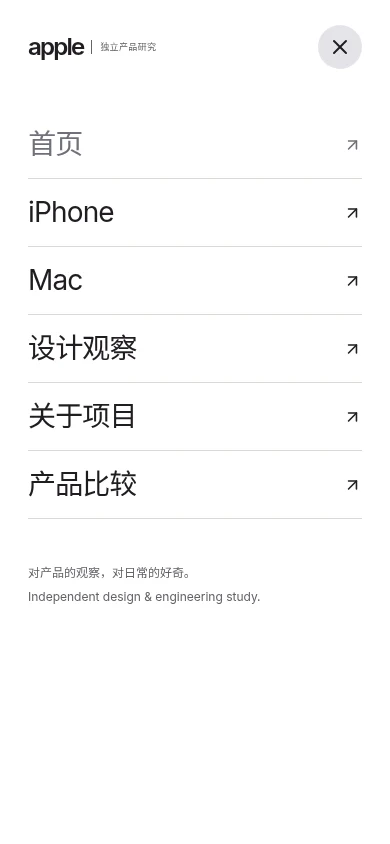 apple | 独立产品研究
首页
iPhone
Mac
设计观察
关于项目
产品比较
对产品的观察，对日常的好奇。
Independent design & engineering study.